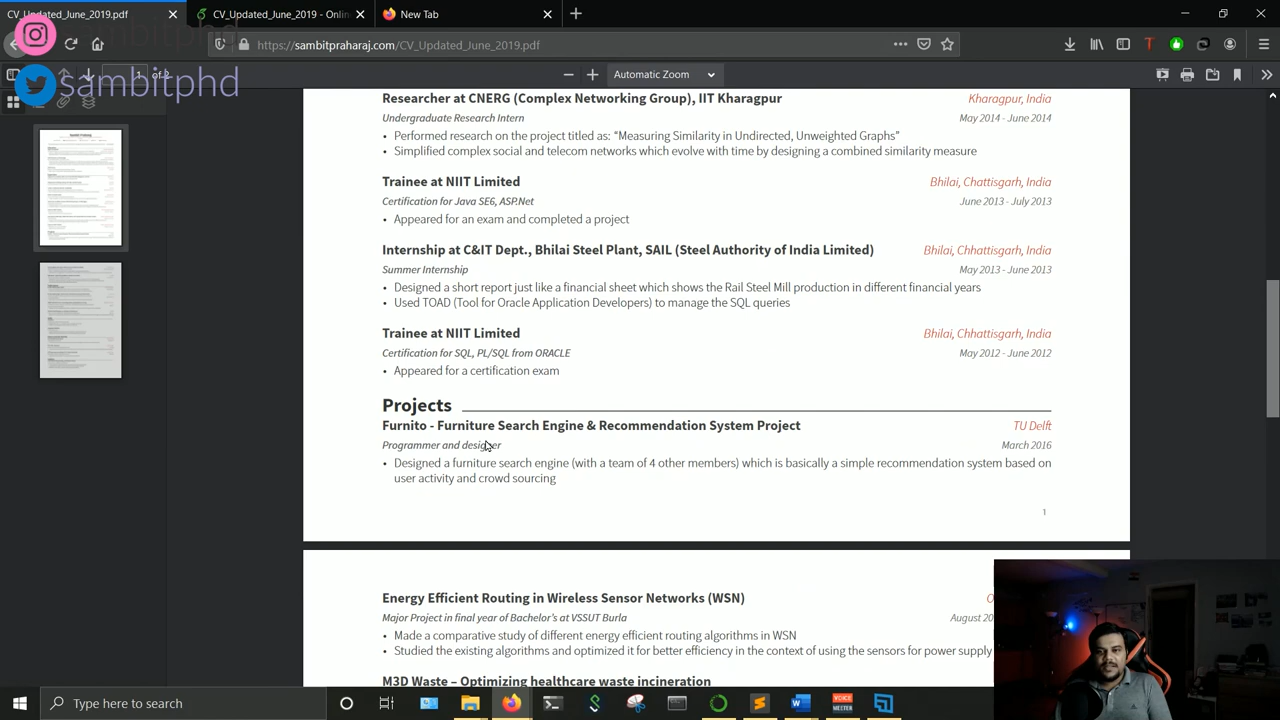 CV_Updated_June_2019.pdf
CV_Updated_June_2019 - Onlin
New Tab
https://sambitpraharaj.com/CV_Updated_June_2019.pdf
sambitphd
Automatic Zoom
Researcher at CNERG (Complex Networking Group), IIT Kharagpur
Kharagpur, India
Undergraduate Research Intern
May 2014 - June 2014
• Performed research on the project titled as: “Measuring Similarity in Undirected, Unweighted Graphs”
• Simplified computational and telecom networks which evolve with time by designing a combined similarity measure
Trainee at NIIT Limited
Bhilai, Chattisgarh, India
Certification for Java SE6, ASP.Net
June 2013 - July 2013
• Appeared for an exam and completed a project
Internship at C&IT Dept., Bhilai Steel Plant, SAIL (Steel Authority of India Limited)
Bhilai, Chhattisgarh, India
Summer Internship
May 2013 - June 2013
• Designed a short report just like a financial sheet which shows the Rail Steel Mill production in different financial years
• Used TOAD (Tool for Oracle Application Developers) to manage the SQL queries
Trainee at NIIT Limited
Bhilai, Chhattisgarh, India
Certification for SQL, PL/SQL from ORACLE
May 2012 - June 2012
• Appeared for a certification exam
Projects
Furnito - Furniture Search Engine & Recommendation System Project
TU Delft
Programmer and designer
March 2016
• Designed a furniture search engine (with a team of 4 other members) which is basically a simple recommendation system based on
user activity and crowd sourcing
1
Energy Efficient Routing in Wireless Sensor Networks (WSN)
Major Project in final year of Bachelor's at VSSUT Burla
August 20
• Made a comparative study of different energy efficient routing algorithms in WSN
• Studied the existing algorithms and optimized it for better efficiency in the context of using the sensors for power supply
M3D Waste – Optimizing healthcare waste incineration
Type here to search